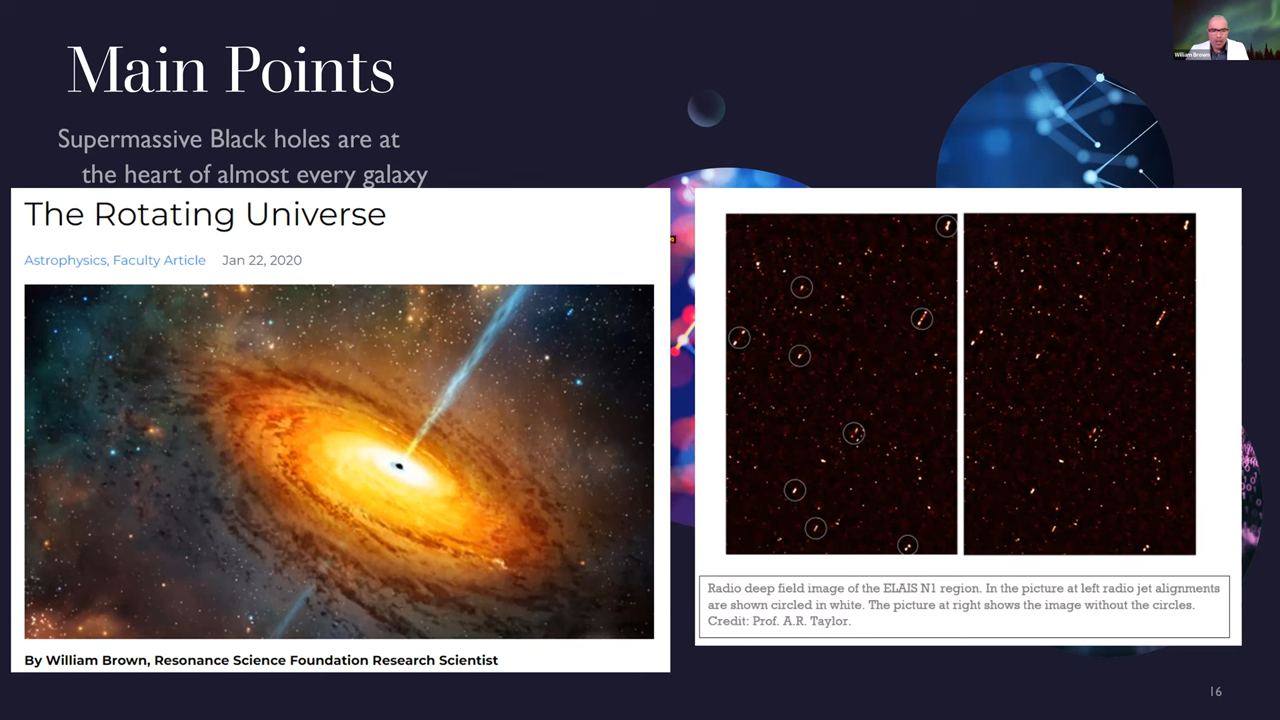 Main Points
Supermassive Black holes are at
the heart of almost every galaxy
The Rotating Universe
Astrophysics, Faculty Article Jan 22, 2020
By William Brown, Resonance Science Foundation Research Scientist
Radio deep field image of the ELAIS N1 region. In the picture at left radio jet alignments
are shown circled in white. The picture at right shows the image without the circles.
Credit: Prof. A.R. Taylor.
William Brown
16